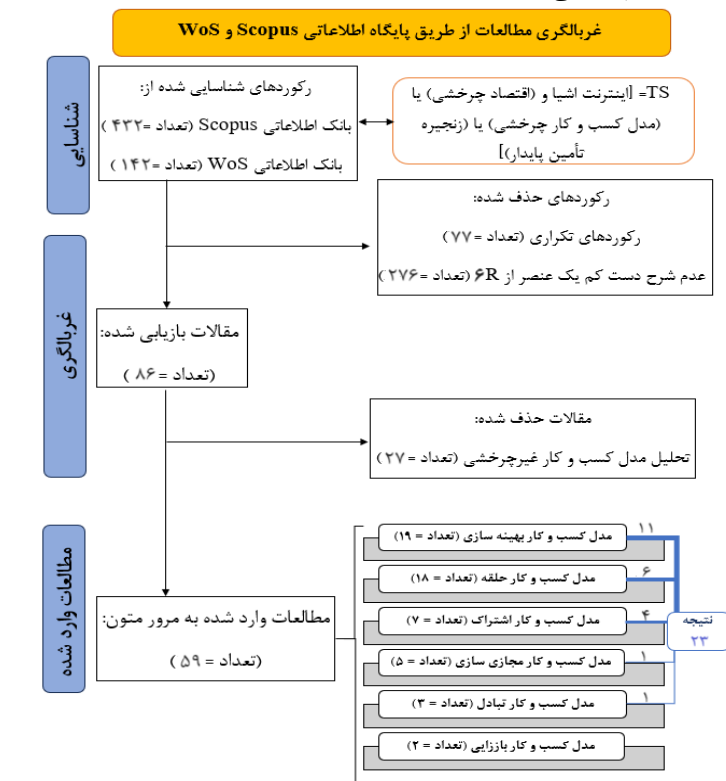 غربالگری مطالعات از طریق پایگاه اطلاعاتی Scopus و WoS
شناسایی
رکوردهای شناسایی شده از:
بانک اطلاعاتی Scopus (تعداد =۴۳۲)
بانک اطلاعاتی WoS (تعداد =۱۴۲)
TS= [اینترنت اشیا و (اقتصاد چرخشی) یا
(مدل کسب و کار چرخشی) یا (زنجیره
تأمین پایدار)]
رکوردهای حذف شده:
رکوردهای تکراری (تعداد =۷۷)
عدم شرح دست کم یک عنصر از ۶R (تعداد =۲۷۶)
غربالگری
مقالات بازیابی شده:
(تعداد =۸۶)
مقالات حذف شده:
تحلیل مدل کسب و کار غیرچرخشی (تعداد =۲۷)
مطالعات وارد شده
مطالعات وارد شده به مرور متون:
(تعداد =۵۹)
مدل کسب و کار بهینه سازی (تعداد = ۱۹)
۱۱
مدل کسب و کار حلقه (تعداد = ۱۸)
۶
مدل کسب و کار اشتراک (تعداد = ۷)
۴
مدل کسب و کار مجازی سازی (تعداد = ۵)
۱
مدل کسب و کار تبادل (تعداد = ۳)
۱
مدل کسب و کار باززایی (تعداد = ۲)
نتیجه
۲۳